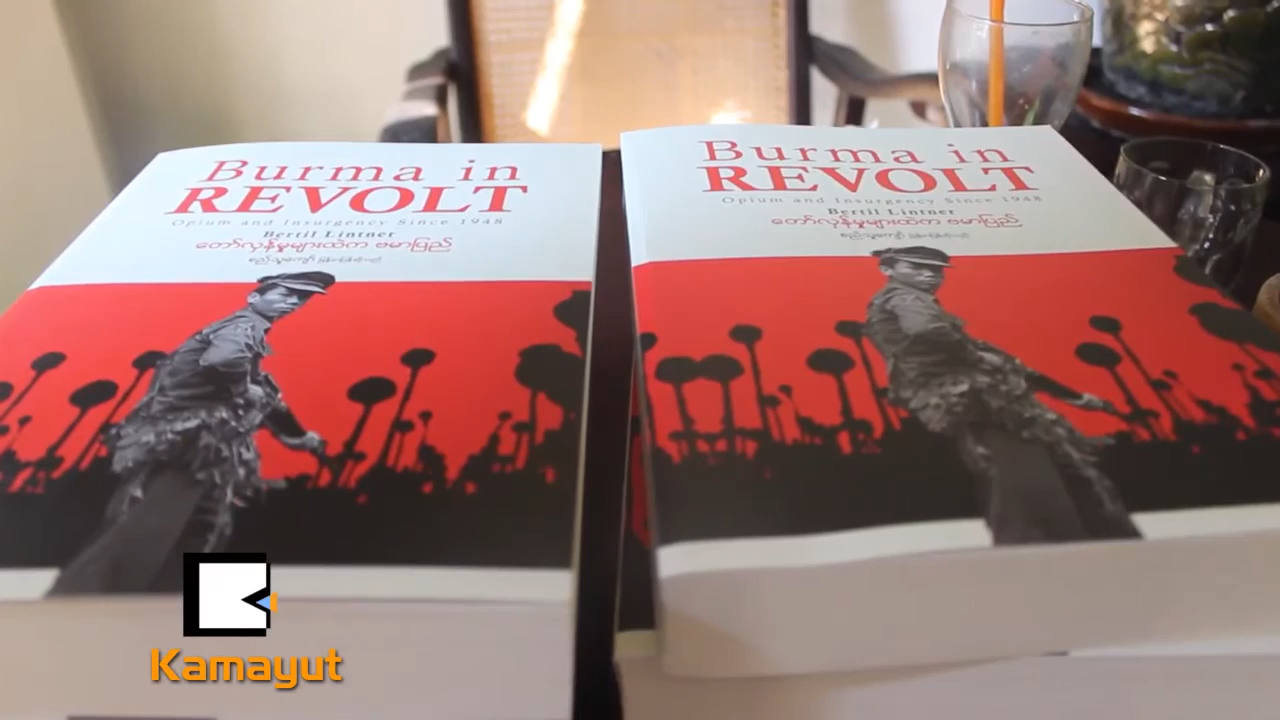 Burma in
REVOLT
Opium and Insurgency Since 1948
Bertil Lintner
တော်လှန်မှုများထဲက ဗမာပြည်
Burma in
REVOLT
Opium and Insurgency Since 1948
Bertil Lintner
တော်လှန်မှုများထဲက ဗမာပြည်
Kamayut